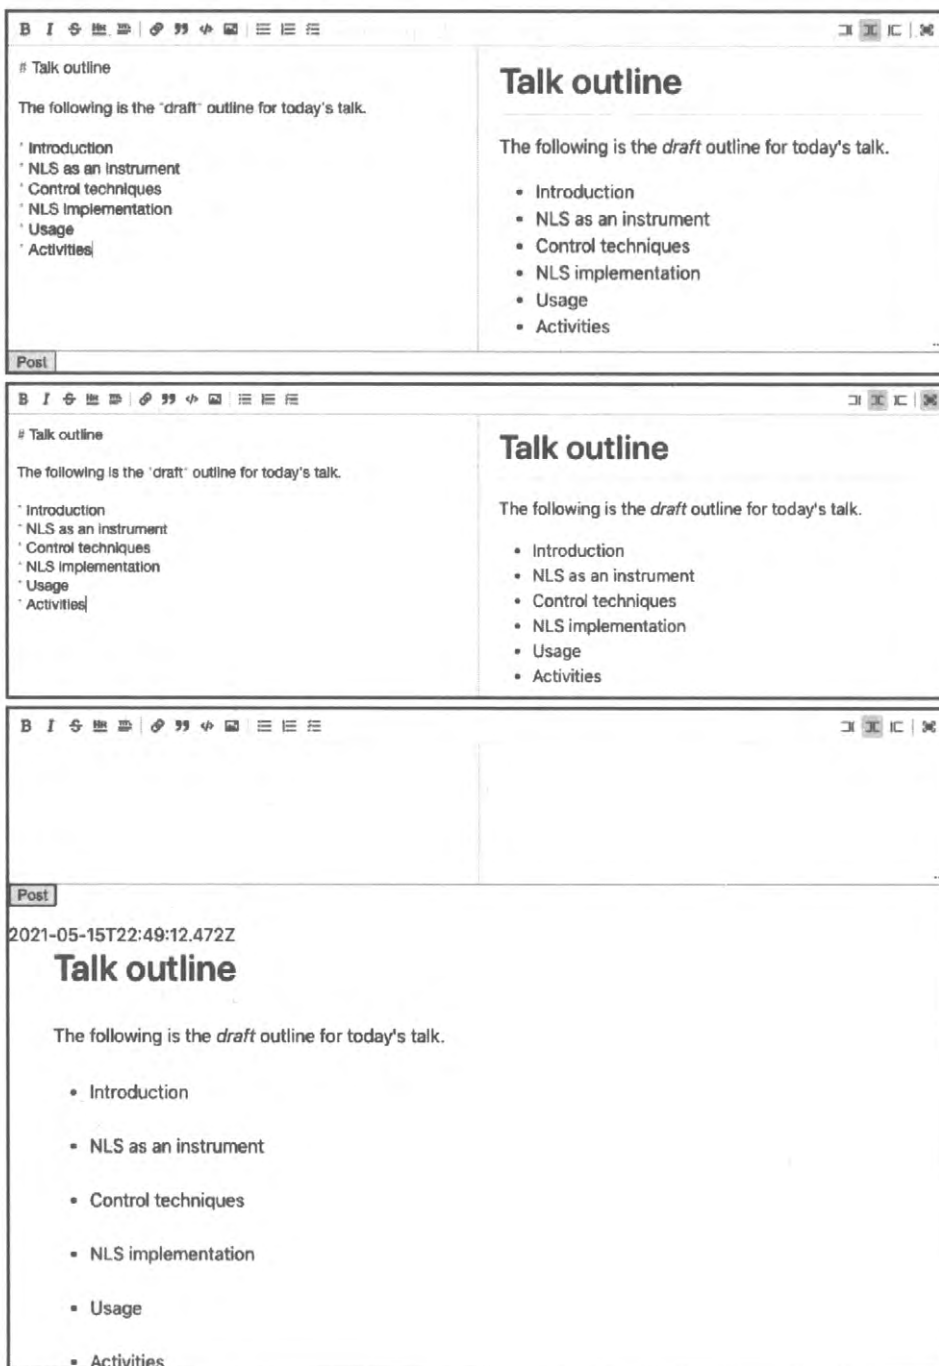 B I S
# Talk outline
The following is the *draft* outline for today's talk.
* Introduction
* NLS as an instrument
* Control techniques
* NLS implementation
* Usage
* Activities
Talk outline
The following is the draft outline for today's talk.
• Introduction
• NLS as an instrument
• Control techniques
• NLS implementation
• Usage
• Activities
Post
B I S
# Talk outline
The following is the *draft* outline for today's talk.
* Introduction
* NLS as an instrument
* Control techniques
* NLS implementation
* Usage
* Activities
Talk outline
The following is the draft outline for today's talk.
• Introduction
• NLS as an instrument
• Control techniques
• NLS implementation
• Usage
• Activities
B I S
Post
2021-05-15T22:49:12.472Z
Talk outline
The following is the draft outline for today's talk.
• Introduction
• NLS as an instrument
• Control techniques
• NLS implementation
• Usage
• Activities